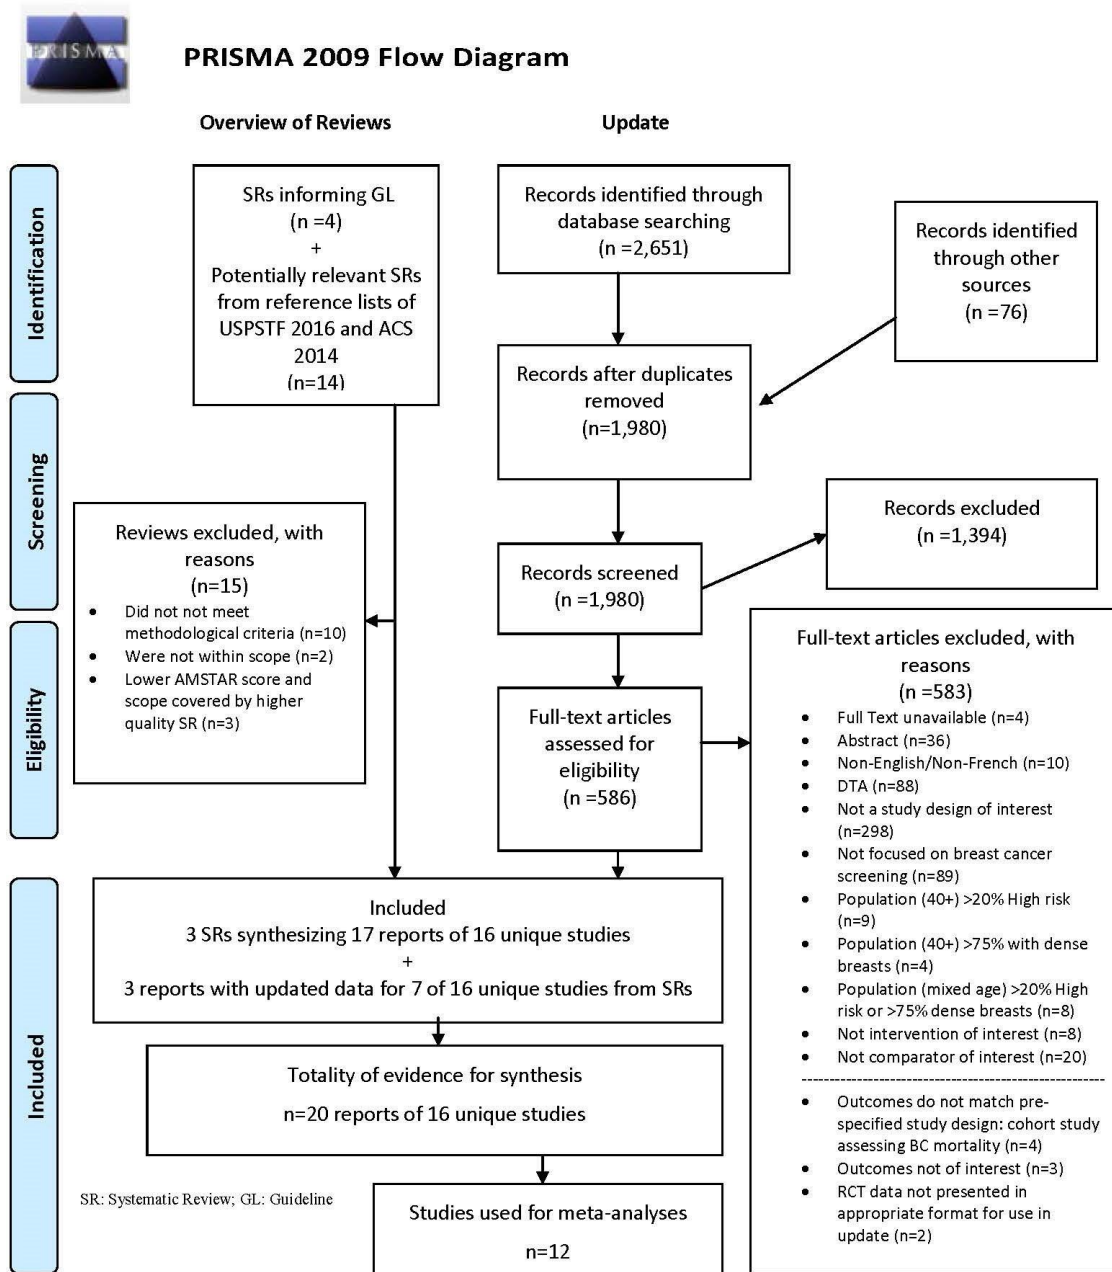 PRISMA
PRISMA 2009 Flow Diagram
Overview of Reviews
Update
Identification
Screening
Eligibility
Included
SRs informing GL
(n =4)
+
Potentially relevant SRs
from reference lists of
USPSTF 2016 and ACS
2014
(n=14)
Records identified through
database searching
(n =2,651)
Records identified
through other
sources
(n =76)
Records after duplicates
removed
(n=1,980)
Reviews excluded, with
reasons
(n=15)
• Did not not meet
methodological criteria (n=10)
• Were not within scope (n=2)
• Lower AMSTAR score and
scope covered by higher
quality SR (n=3)
Records screened
(n =1,980)
Records excluded
(n =1,394)
Full-text articles
assessed for
eligibility
(n =586)
Full-text articles excluded, with
reasons
(n =583)
• Full Text unavailable (n=4)
• Abstract (n=36)
• Non-English/Non-French (n=10)
• DTA (n=88)
• Not a study design of interest
(n=298)
• Not focused on breast cancer
screening (n=89)
• Population (40+) >20% High risk
(n=9)
• Population (40+) >75% with dense
breasts (n=4)
• Population (mixed age) >20% High
risk or >75% dense breasts (n=8)
• Not intervention of interest (n=8)
• Not comparator of interest (n=20)
• Outcomes do not match pre-
specified study design: cohort study
assessing BC mortality (n=4)
• Outcomes not of interest (n=3)
• RCT data not presented in
appropriate format for use in
update (n=2)
Included
3 SRs synthesizing 17 reports of 16 unique studies
+
3 reports with updated data for 7 of 16 unique studies from SRs
Totality of evidence for synthesis
n=20 reports of 16 unique studies
SR: Systematic Review; GL: Guideline
Studies used for meta-analyses
n=12